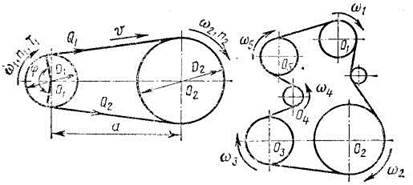 ω₁,n₁,T₁
Q₁
v
ω₂,n₂
φ
D₁
O₁
D₂
O₂
Q₂
a
ω₁
O₁
ω₅
O₅
ω₄
O₄
ω₃
O₃
O₂
ω₂